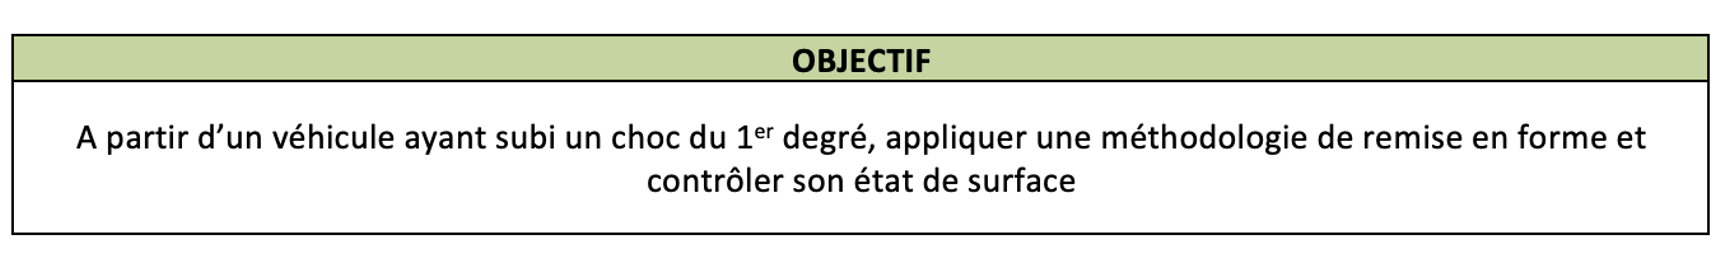 OBJECTIF
A partir d’un véhicule ayant subi un choc du 1er degré, appliquer une méthodologie de remise en forme et
contrôler son état de surface